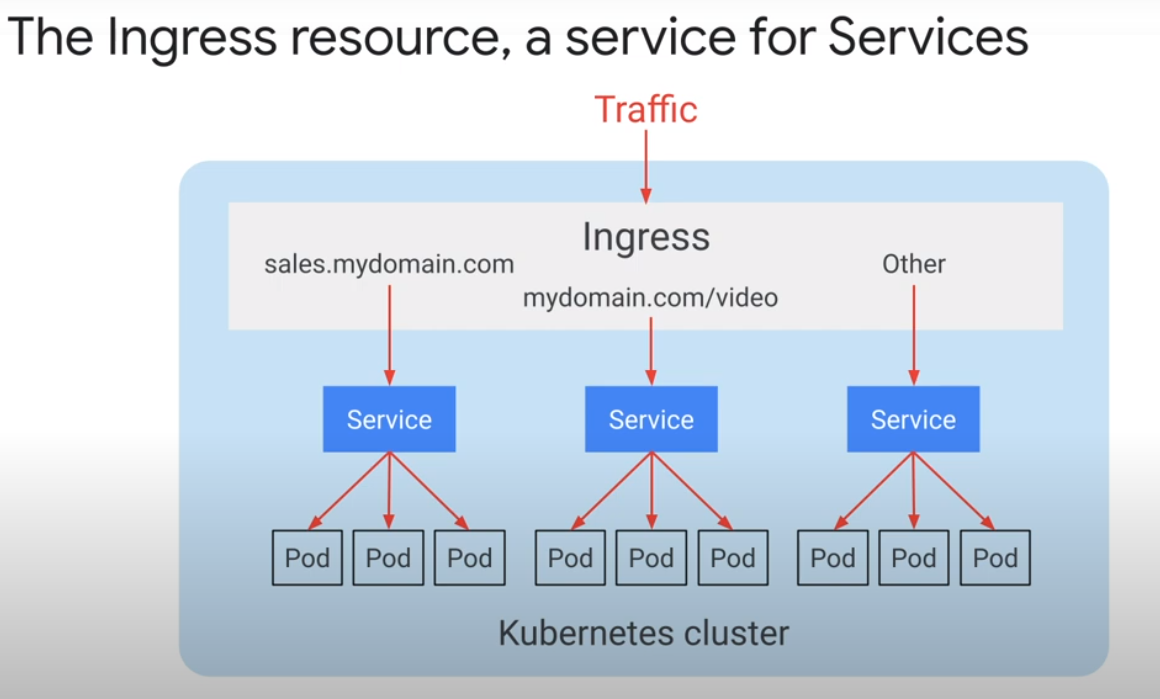 The Ingress resource, a service for Services
Traffic
Ingress
sales.mydomain.com
Other
mydomain.com/video
Service Service Service
Pod Pod Pod Pod Pod Pod Pod Pod Pod
Kubernetes cluster